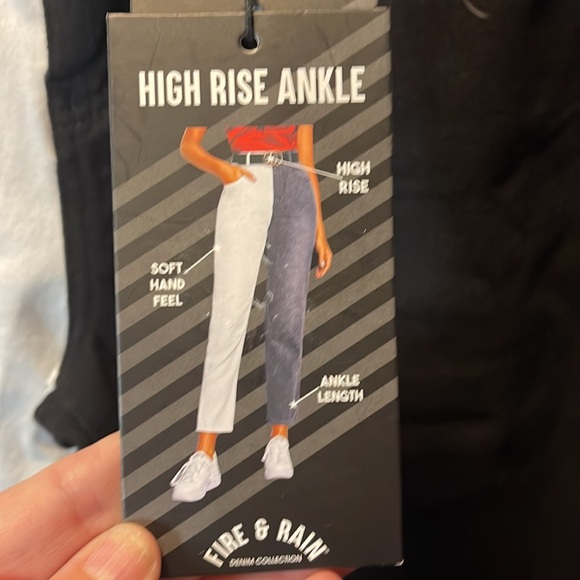 HIGH RISE ANKLE
HIGH
RISE
SOFT
HAND
FEEL
ANKLE
LENGTH
FIRE & RAIN
DENIM COLLECTION